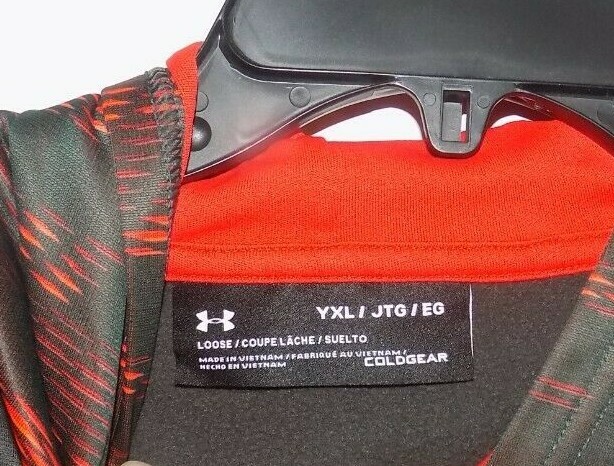 YXL / JTG / EG
LOOSE / COUPE LÂCHE / SUELTO
MADE IN VIETNAM / FABRIQUÉ AU VIETNAM /
HECHO EN VIETNAM
COLDGEAR